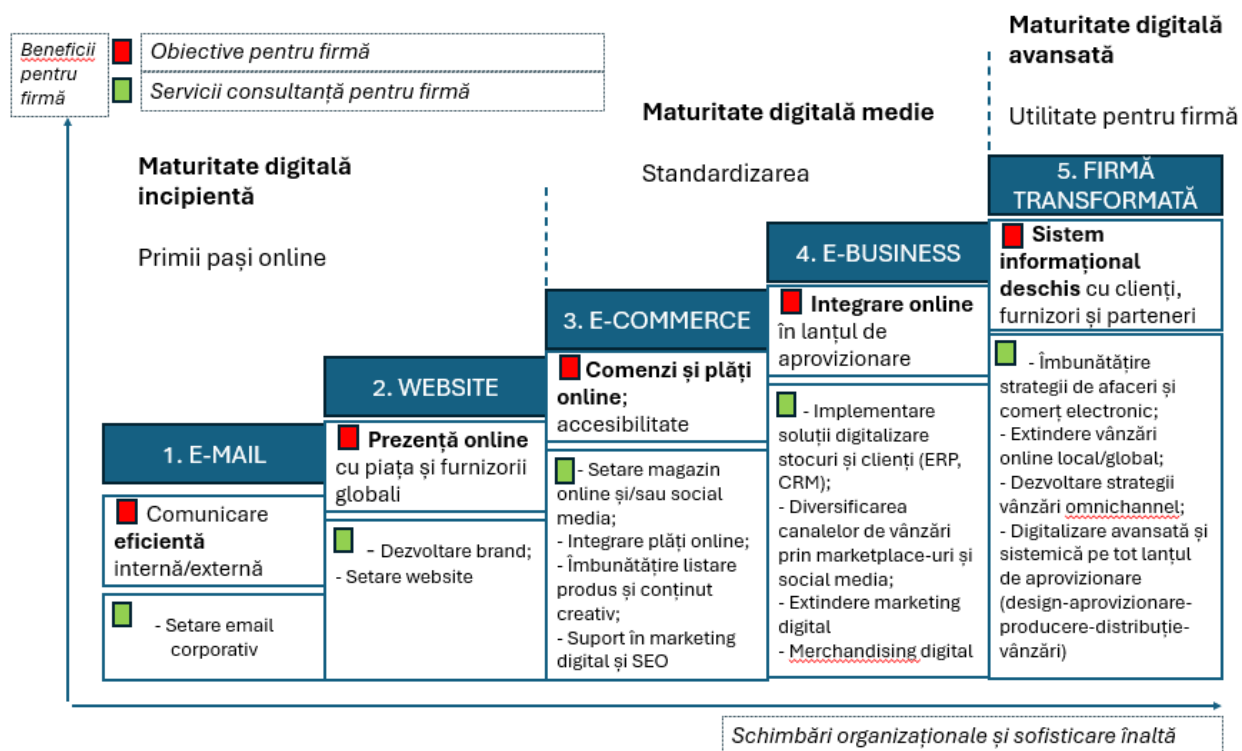 Beneficii
pentru
firmă
Obiective pentru firmă
Servicii consultanță pentru firmă
Maturitate digitală
incipientă
Primii pași online
Maturitate digitală medie
Standardizarea
Maturitate digitală
avansată
Utilitate pentru firmă
1. E-MAIL
Comunicare
eficientă
internă/externă
- Setare email
corporativ
2. WEBSITE
Prezență online
cu piața și furnizorii
globali
- Dezvoltare brand;
- Setare website
3. E-COMMERCE
Comenzi și plăți
online;
accesibilitate
- Setare magazin
online și/sau social
media;
- Integrare plăți online;
- Îmbunătățire listare
produs și conținut
creativ;
- Suport în marketing
digital și SEO
4. E-BUSINESS
Integrare online
în lanțul de
aprovizionare
- Implementare
soluții digitalizare
stocuri și clienți (ERP,
CRM);
- Diversificarea
canalelor de vânzări
prin marketplace-uri și
social media;
- Extindere marketing
digital
- Merchandising digital
5. FIRMĂ
TRANSFORMATĂ
Sistem
informațional
deschis cu clienți,
furnizori și parteneri
- Îmbunătățire
strategii de afaceri și
comerț electronic;
- Extindere vânzări
online local/global;
- Dezvoltare strategii
vânzări omnichannel;
- Digitalizare avansată și
sistemică pe tot lanțul
de aprovizionare
(design-aprovizionare-
producere-distribuție-
vânzări)
Schimbări organizaționale și sofisticare înaltă